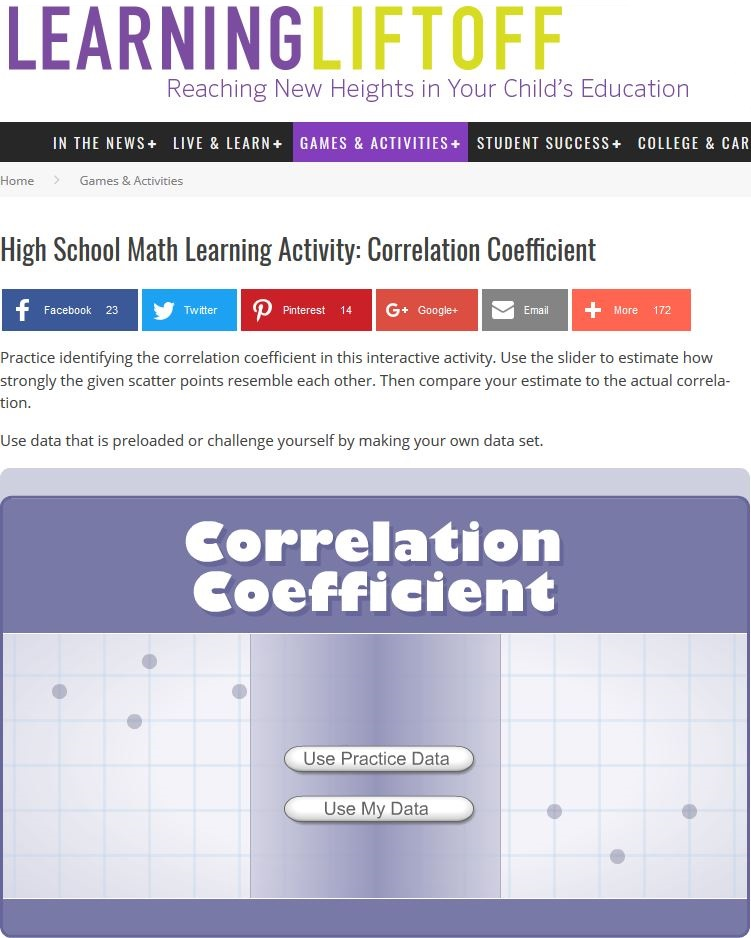 LEARNINGLIFTOFF
Reaching New Heights in Your Child's Education
IN THE NEWS+ LIVE & LEARN+ GAMES & ACTIVITIES+ STUDENT SUCCESS+ COLLEGE & CAR
Home > Games & Activities
High School Math Learning Activity: Correlation Coefficient
Facebook 23 Twitter Pinterest 14 G+ Google+ Email More 172
Practice identifying the correlation coefficient in this interactive activity. Use the slider to estimate how
strongly the given scatter points resemble each other. Then compare your estimate to the actual correla-
tion.
Use data that is preloaded or challenge yourself by making your own data set.
Correlation
Coefficient
Use Practice Data
Use My Data